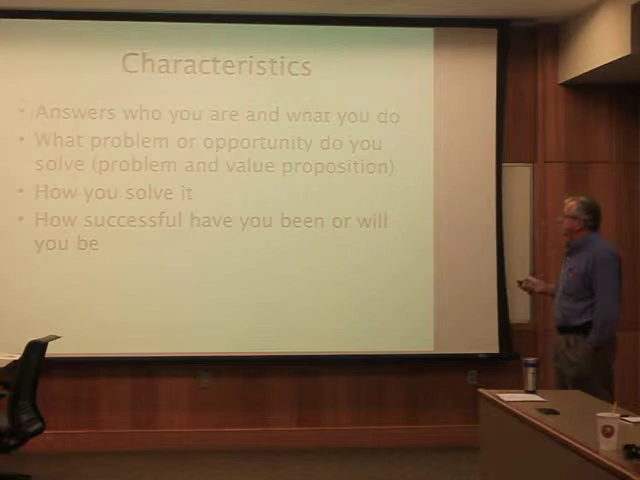 Characteristics
• Answers who you are and what you do
• What problem or opportunity do you
solve (problem and value proposition)
• How you solve it
• How successful have you been or will
you be